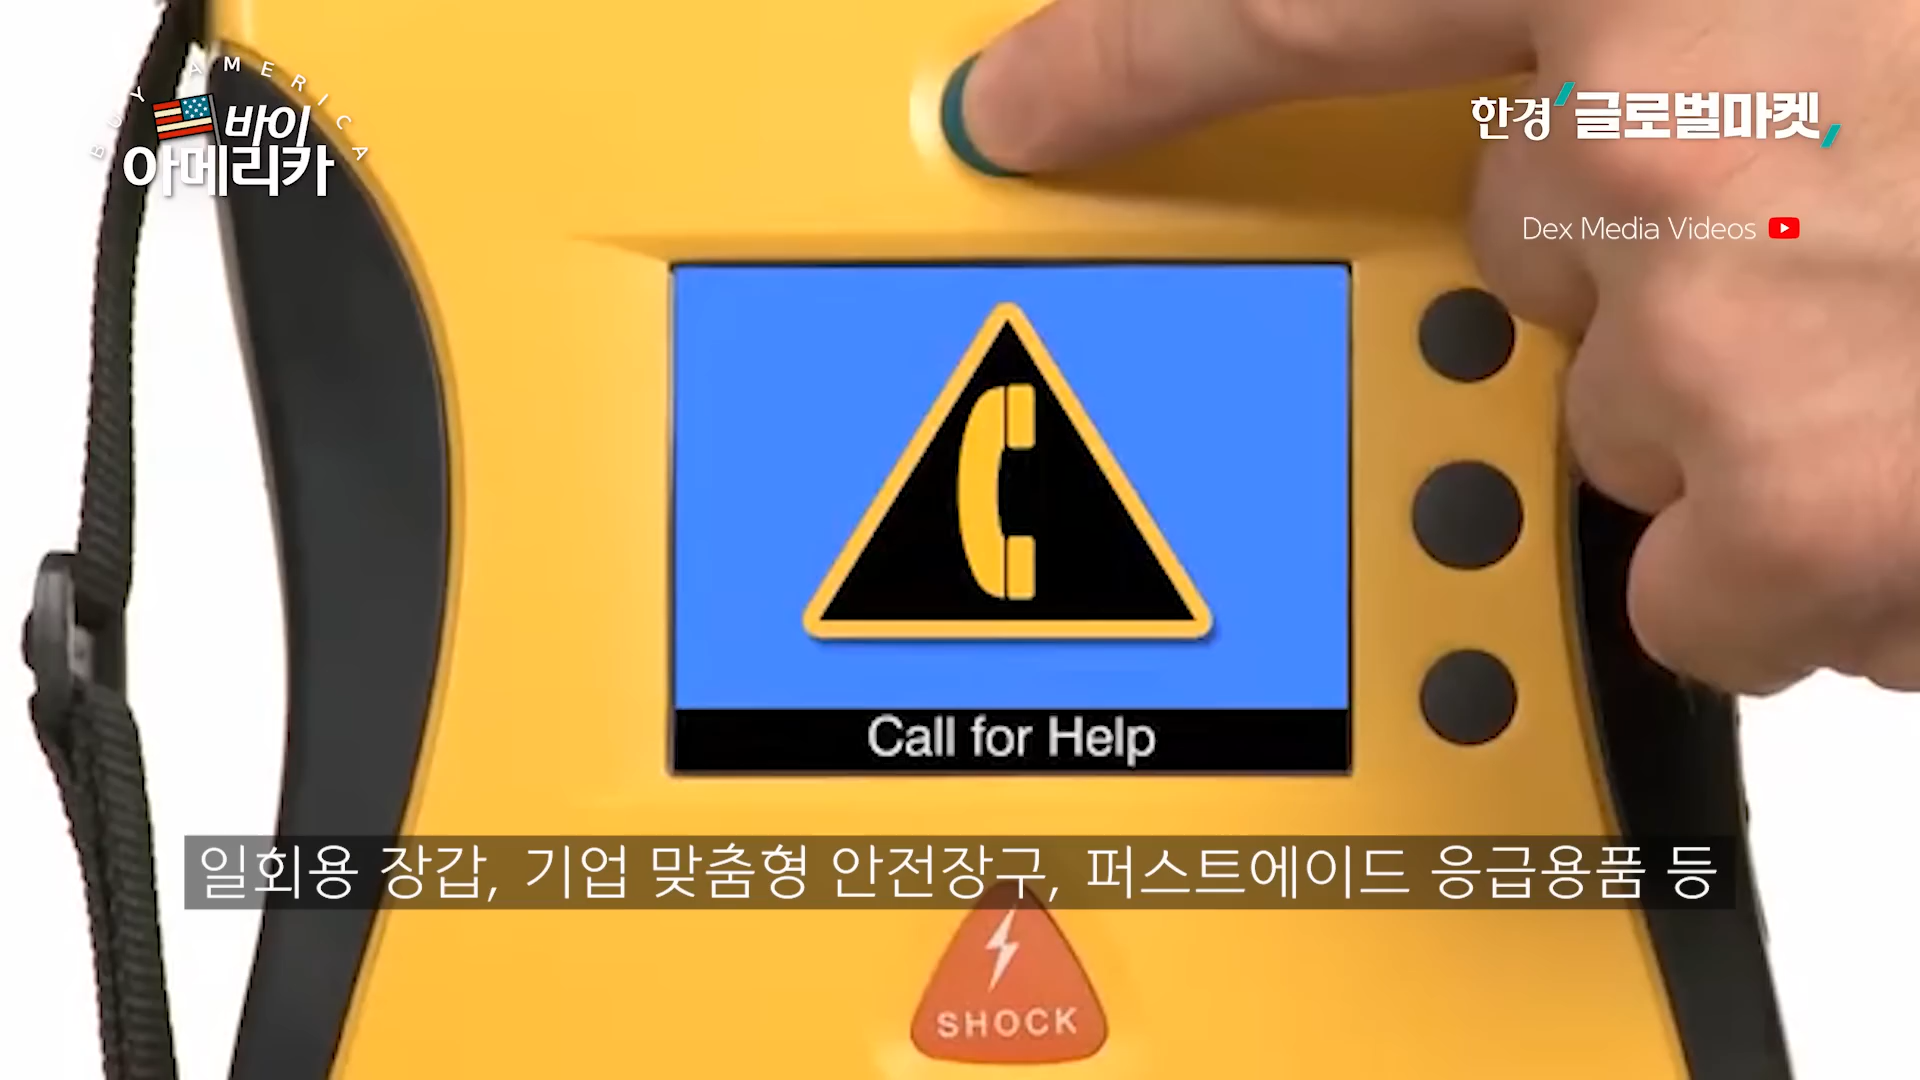 BUY AMERICA
바이
아메리카
한경 글로벌마켓
Dex Media Videos
Call for Help
일회용 장갑, 기업 맞춤형 안전장구, 퍼스트에이드 응급용품 등
SHOCK